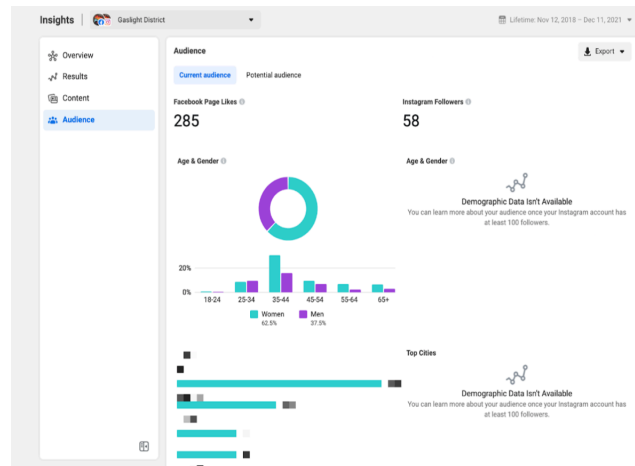 Insights
Gaslight District
Lifetime: Nov 12, 2018 – Dec 11, 2021
Overview
Results
Content
Audience
Audience
Export
Current audience
Potential audience
Facebook Page Likes
285
Instagram Followers
58
Age & Gender
20%
0%
18-24 25-34 35-44 45-54 55-64 65+
Women
62.5%
Men
37.5%
Age & Gender
Demographic Data Isn't Available
You can learn more about your audience once your Instagram account has
at least 100 followers.
Top Cities
Demographic Data Isn't Available
You can learn more about your audience once your Instagram account has
at least 100 followers.